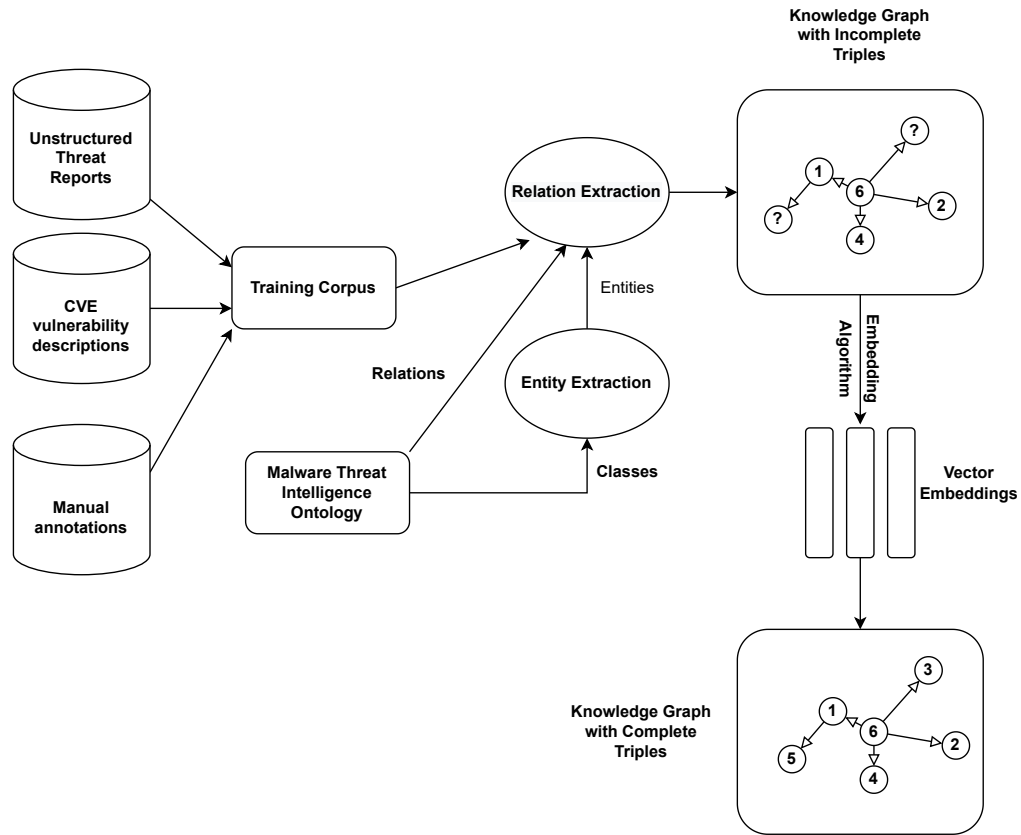 Knowledge Graph
with Incomplete
Triples
Unstructured
Threat
Reports
CVE
vulnerability
descriptions
Manual
annotations
Training Corpus
Relations
Malware Threat
Intelligence
Ontology
Relation Extraction
Entities
Entity Extraction
Classes
?
1
6
2
?
4
Embedding
Algorithm
Vector
Embeddings
Knowledge Graph
with Complete
Triples
3
1
6
2
5
4